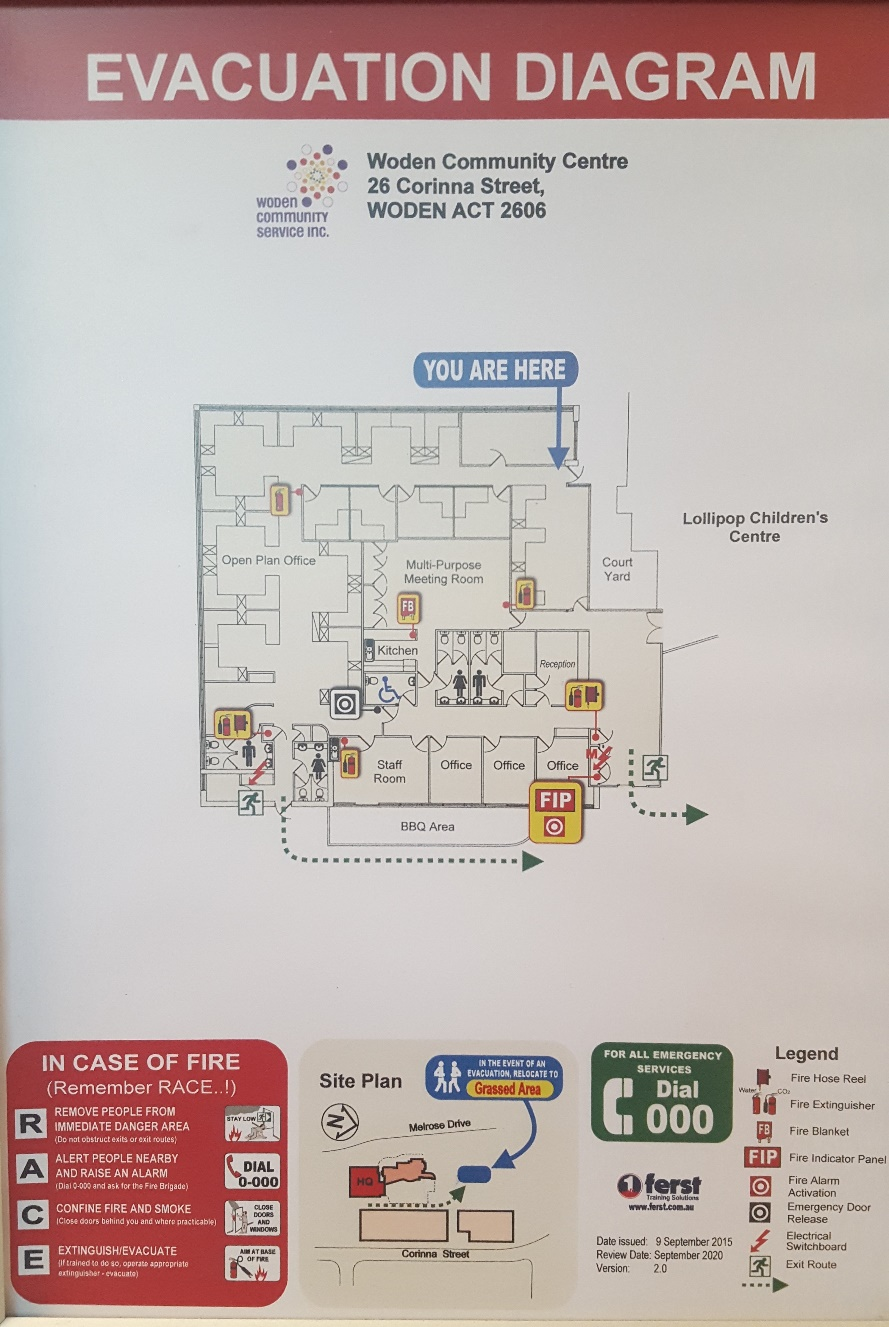 EVACUATION DIAGRAM
WODEN
COMMUNITY
SERVICE INC.
Woden Community Centre
26 Corinna Street,
WODEN ACT 2606
YOU ARE HERE
Lollipop Children's
Centre
Open Plan Office
Multi-Purpose
Meeting Room
Court
Yard
FB
Kitchen
Reception
M
Staff
Room
Office
Office
Office
FIP
BBQ Area
IN CASE OF FIRE
(Remember RACE..!)
R
REMOVE PEOPLE FROM
IMMEDIATE DANGER AREA
(Do not obstruct exits or exit routes)
STAY LOW
A
ALERT PEOPLE NEARBY
AND RAISE AN ALARM
(Dial 0-000 and ask for the Fire Brigade)
DIAL
0-000
C
CONFINE FIRE AND SMOKE
(Close doors behind you and where practicable)
CLOSE
DOORS
AND
WINDOWS
E
EXTINGUISH/EVACUATE
(If trained to do so, operate appropriate
extinguisher - evacuate)
AIM AT BASE
OF FIRE
Site Plan
IN THE EVENT OF AN
EVACUATION, RELOCATE TO
Grassed Area
N
Melrose Drive
HQ
Corinna Street
FOR ALL EMERGENCY
SERVICES
Dial
000
1 ferst
Training Solutions
www.ferst.com.au
Date issued: 9 September 2015
Review Date: September 2020
Version: 2.0
Legend
Fire Hose Reel
Water CO₂
Fire Extinguisher
FB Fire Blanket
FIP Fire Indicator Panel
Fire Alarm
Activation
Emergency Door
Release
Electrical
Switchboard
Exit Route